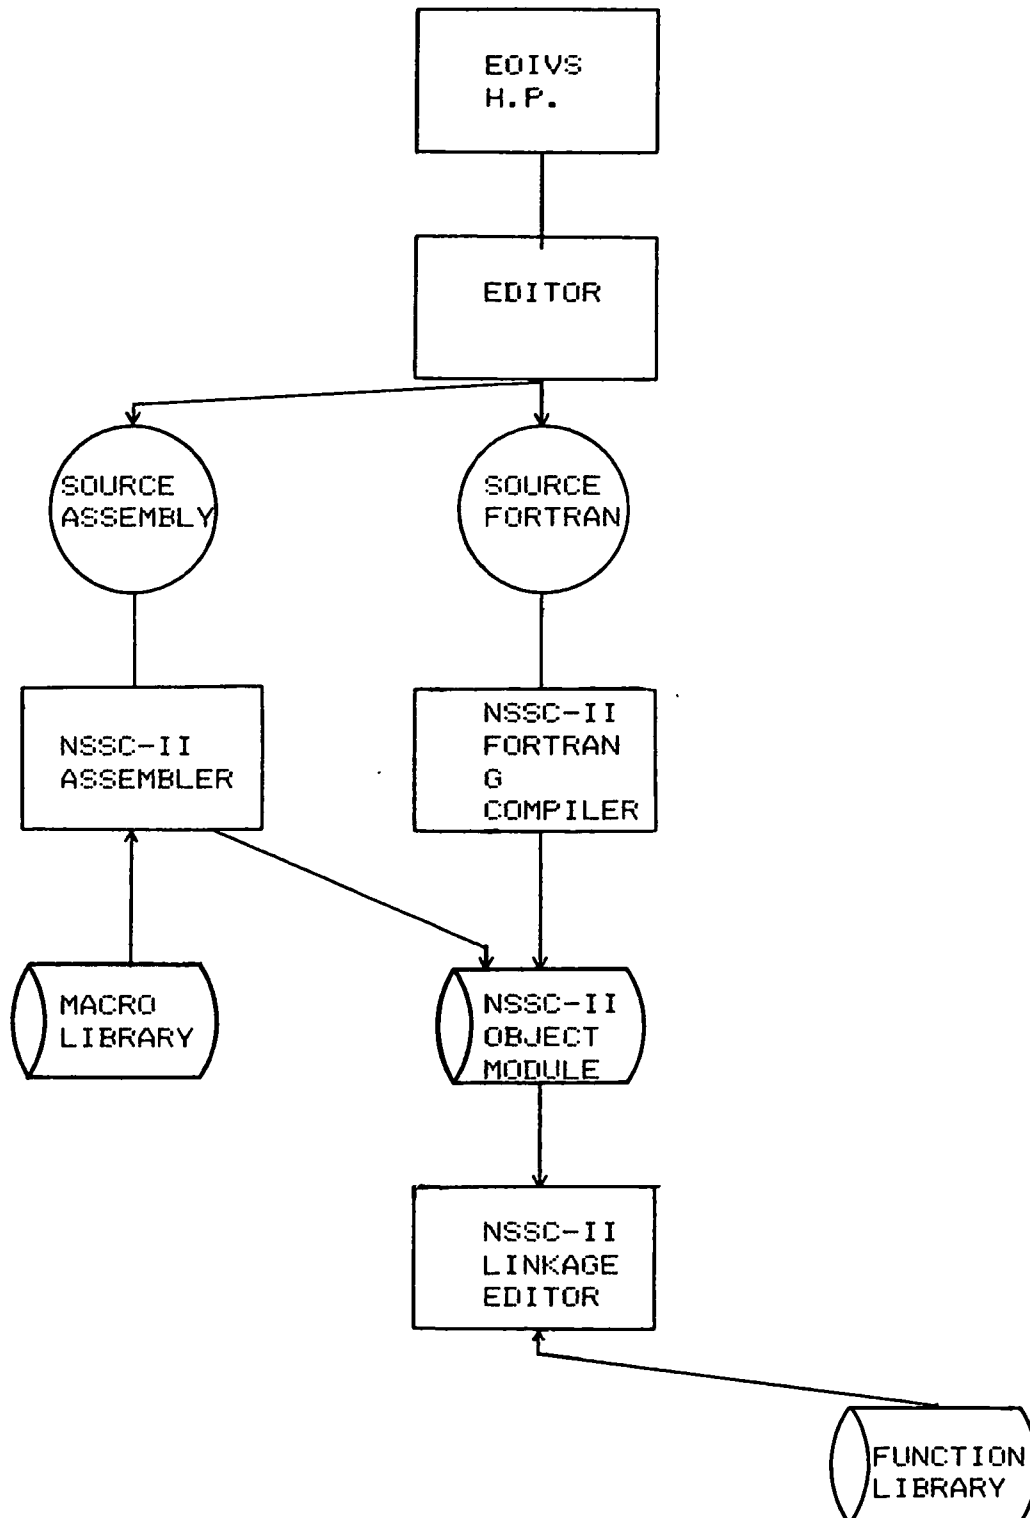 EOIVS
H.P.
EDITOR
SOURCE
ASSEMBLY
SOURCE
FORTRAN
NSSC-II
ASSEMBLER
NSSC-II
FORTRAN
G
COMPILER
MACRO
LIBRARY
NSSC-II
OBJECT
MODULE
NSSC-II
LINKAGE
EDITOR
FUNCTION
LIBRARY